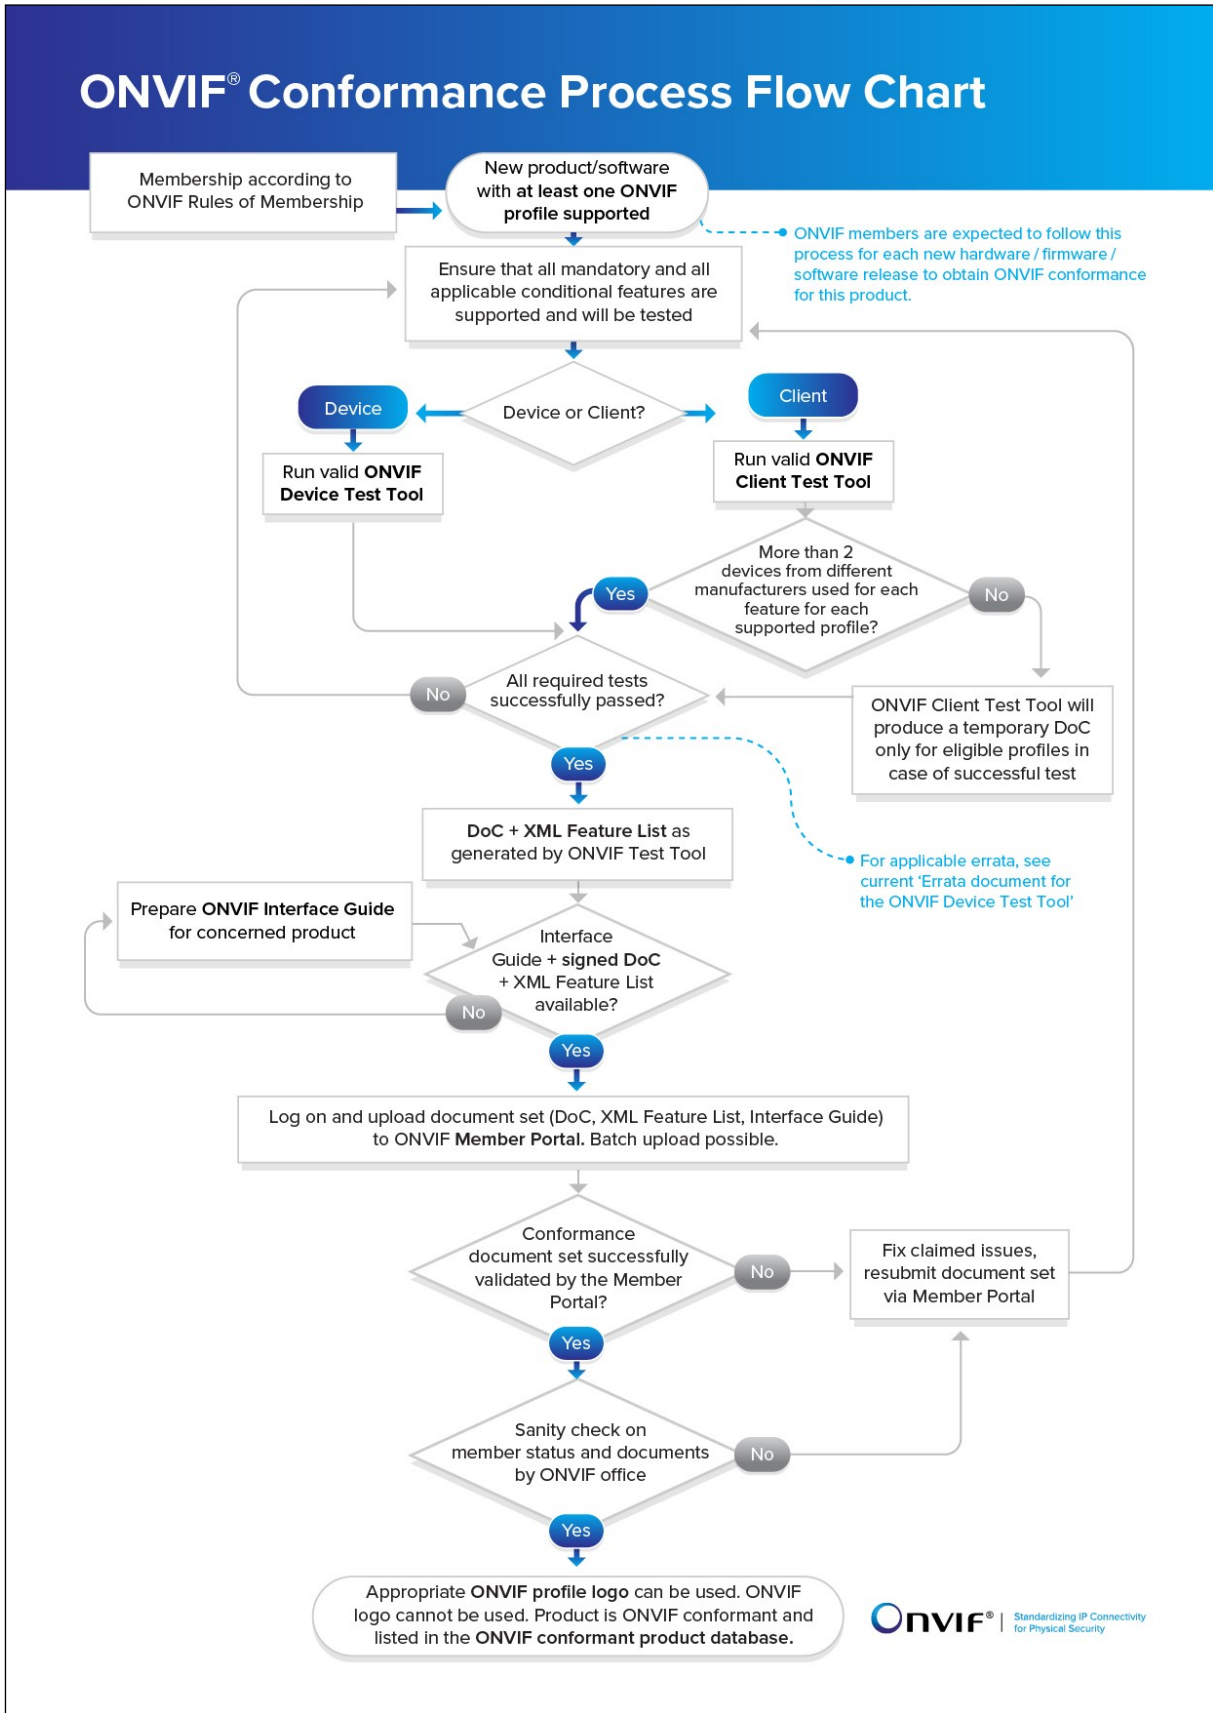 ONVIF® Conformance Process Flow Chart
Membership according to
ONVIF Rules of Membership
New product/software
with at least one ONVIF
profile supported
ONVIF members are expected to follow this
process for each new hardware / firmware /
software release to obtain ONVIF conformance
for this product.
Ensure that all mandatory and all
applicable conditional features are
supported and will be tested
Device or Client?
Device
Client
Run valid ONVIF
Device Test Tool
Run valid ONVIF
Client Test Tool
More than 2
devices from different
manufacturers used for each
feature for each
supported profile?
Yes
No
All required tests
successfully passed?
No
ONVIF Client Test Tool will
produce a temporary DoC
only for eligible profiles in
case of successful test
Yes
DoC + XML Feature List as
generated by ONVIF Test Tool
For applicable errata, see
current ‘Errata document for
the ONVIF Device Test Tool’
Prepare ONVIF Interface Guide
for concerned product
Interface
Guide + signed DoC
+ XML Feature List
available?
No
Yes
Log on and upload document set (DoC, XML Feature List, Interface Guide)
to ONVIF Member Portal. Batch upload possible.
Conformance
document set successfully
validated by the Member
Portal?
No
Fix claimed issues,
resubmit document set
via Member Portal
Yes
Sanity check on
member status and documents
by ONVIF office
No
Yes
Appropriate ONVIF profile logo can be used. ONVIF
logo cannot be used. Product is ONVIF conformant and
listed in the ONVIF conformant product database.
ONVIF®
Standardizing IP Connectivity
for Physical Security